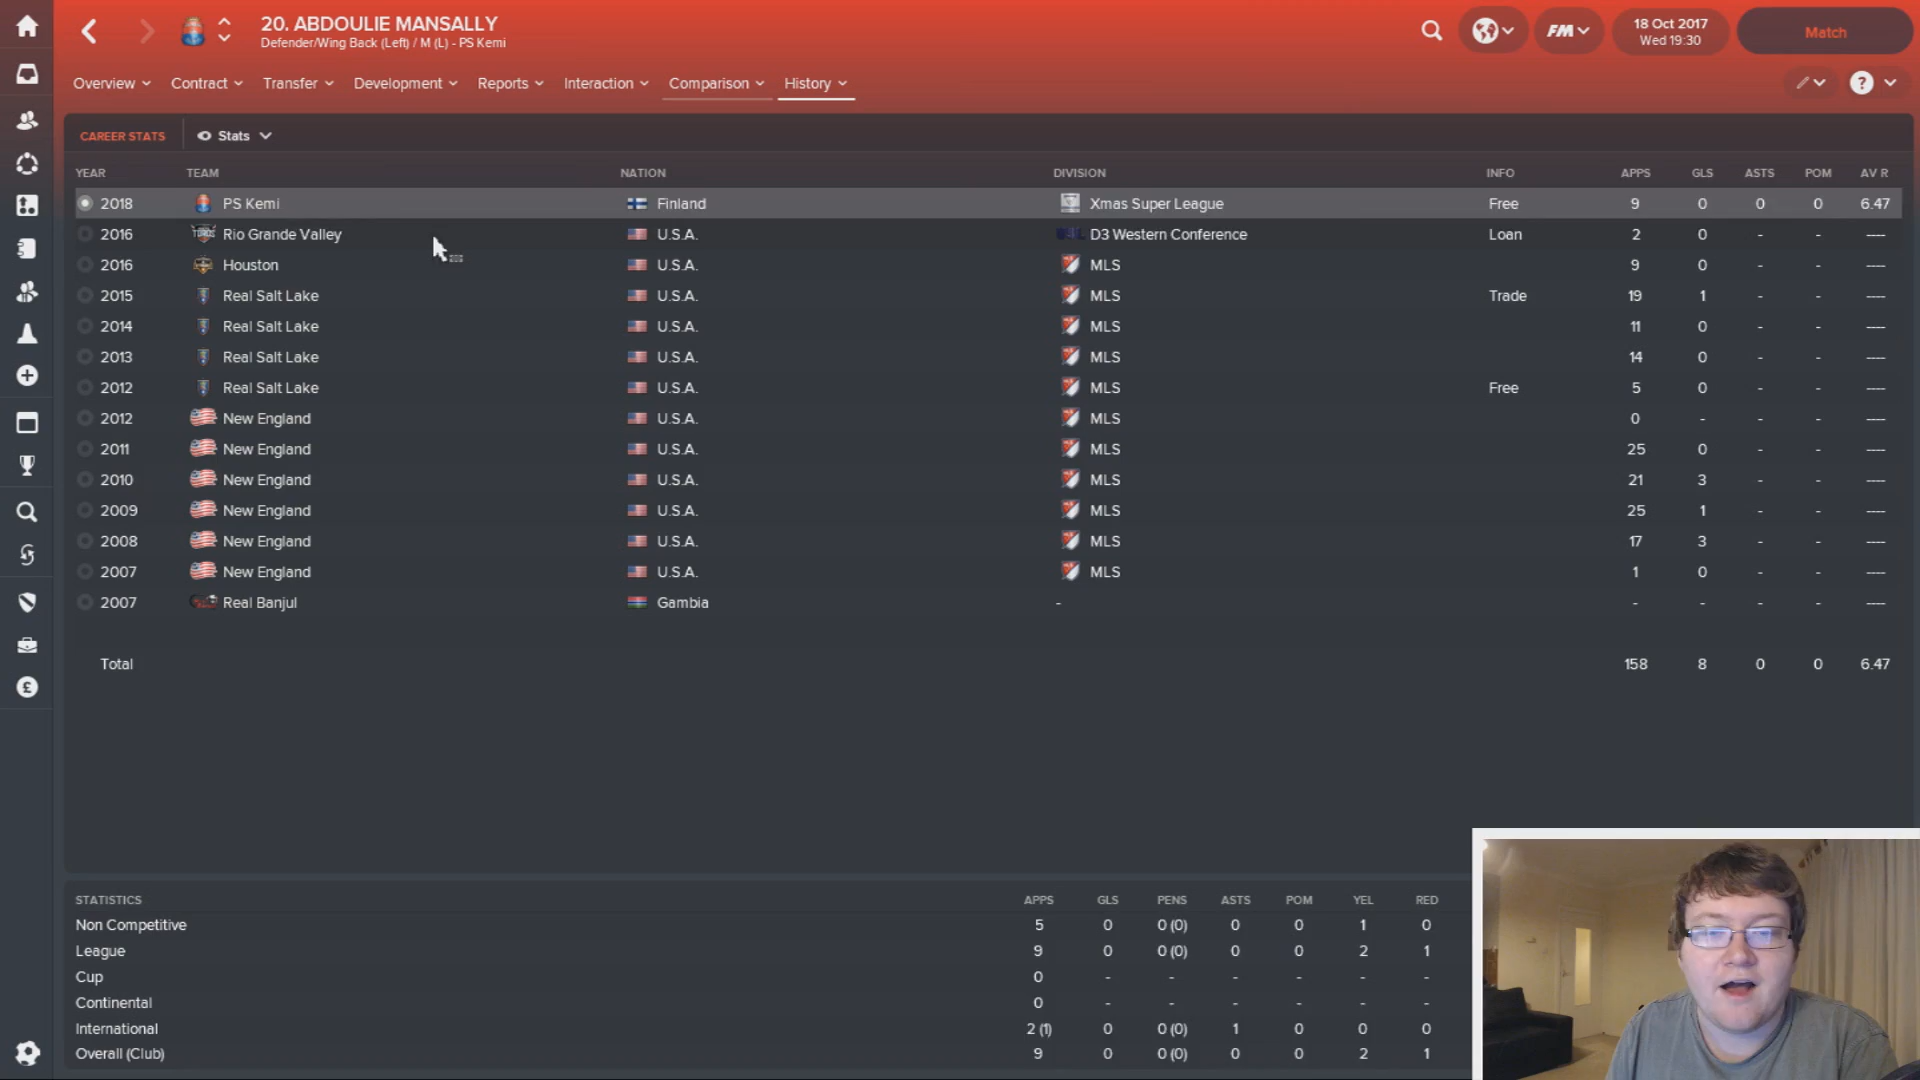 20. ABDOULIE MANSALLY
Defender/Wing Back (Left) / M (L) - PS Kemi
FM
18 Oct 2017
Wed 19:30
Match
Overview Contract Transfer Development Reports Interaction Comparison History
?
CAREER STATS Stats
YEAR TEAM NATION DIVISION INFO APPS GLS ASTS POM AV R
2018 PS Kemi Finland Xmas Super League Free 9 0 0 0 6.47
2016 Rio Grande Valley U.S.A. D3 Western Conference Loan 2 0 - - ----
2016 Houston U.S.A. MLS 9 0 - - ----
2015 Real Salt Lake U.S.A. MLS Trade 19 1 - - ----
2014 Real Salt Lake U.S.A. MLS 11 0 - - ----
2013 Real Salt Lake U.S.A. MLS 14 0 - - ----
2012 Real Salt Lake U.S.A. MLS Free 5 0 - - ----
2012 New England U.S.A. MLS 0 - - - ----
2011 New England U.S.A. MLS 25 0 - - ----
2010 New England U.S.A. MLS 21 3 - - ----
2009 New England U.S.A. MLS 25 1 - - ----
2008 New England U.S.A. MLS 17 3 - - ----
2007 New England U.S.A. MLS 1 0 - - ----
2007 Real Banjul Gambia - - - - - ----
Total 158 8 0 0 6.47
STATISTICS APPS GLS PENS ASTS POM YEL RED
Non Competitive 5 0 0 (0) 0 0 1 0
League 9 0 0 (0) 0 0 2 1
Cup 0 - - - - - -
Continental 0 - - - - - -
International 2 (1) 0 0 (0) 1 0 0 0
Overall (Club) 9 0 0 (0) 0 0 2 1